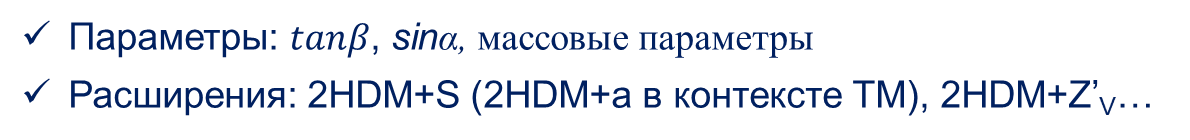 ✓ Параметры: tanβ, sinα, массовые параметры
✓ Расширения: 2HDM+S (2HDM+a в контексте ТМ), 2HDM+Z’V…